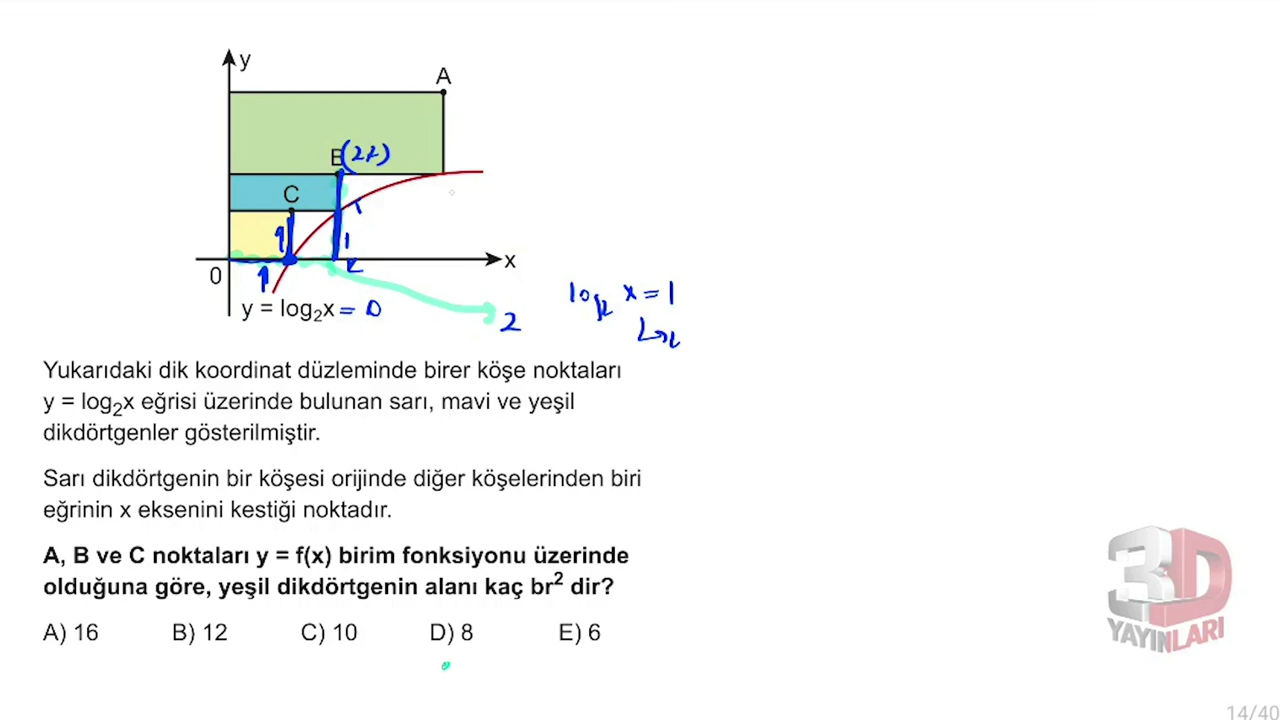 y
A
B (2,2)
C
1
1
1
0
x
y = log₂x = 0
2
log₂ x = 1
Yukarıdaki dik koordinat düzleminde birer köşe noktaları
y = log₂x eğrisi üzerinde bulunan sarı, mavi ve yeşil
dikdörtgenler gösterilmiştir.
Sarı dikdörtgenin bir köşesi orijinde diğer köşelerinden biri
eğrinin x eksenini kestiği noktadır.
A, B ve C noktaları y = f(x) birim fonksiyonu üzerinde
olduğuna göre, yeşil dikdörtgenin alanı kaç br² dir?
A) 16 B) 12 C) 10 D) 8 E) 6
3D
YAYINLARI
14/40